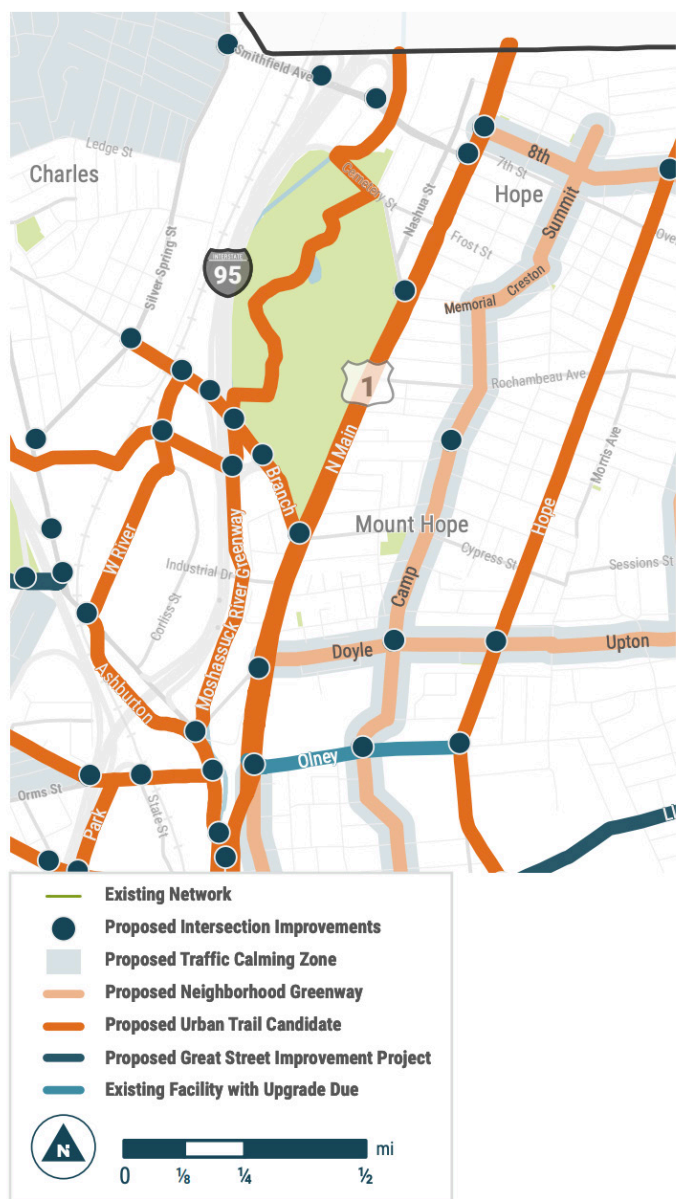 Smithfield Ave
Ledge St
Charles
8th
7th St
Hope
Cemetery St
Nashua St
Summit
Frost St
Silver Spring St
INTERSTATE
95
Creston
Memorial
1
Rochambeau Ave
N Main
Morris Ave
Branch
Hope
Mount Hope
W River
Cypress St
Industrial Dr
Sessions St
Corliss St
Moshassuck River Greenway
Camp
Doyle
Upton
Ashburton
Olney
Orms St
State St
Park
Existing Network
Proposed Intersection Improvements
Proposed Traffic Calming Zone
Proposed Neighborhood Greenway
Proposed Urban Trail Candidate
Proposed Great Street Improvement Project
Existing Facility with Upgrade Due
N
mi
0 ⅛ ¼ ½